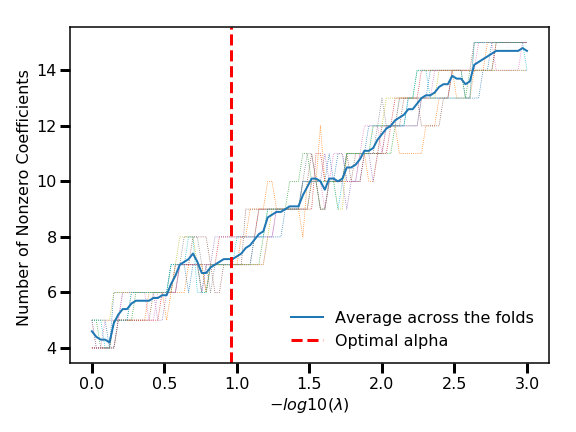 14
12
10
8
6
4
Number of Nonzero Coefficients
Average across the folds
Optimal alpha
0.0 0.5 1.0 1.5 2.0 2.5 3.0
−log10(λ)